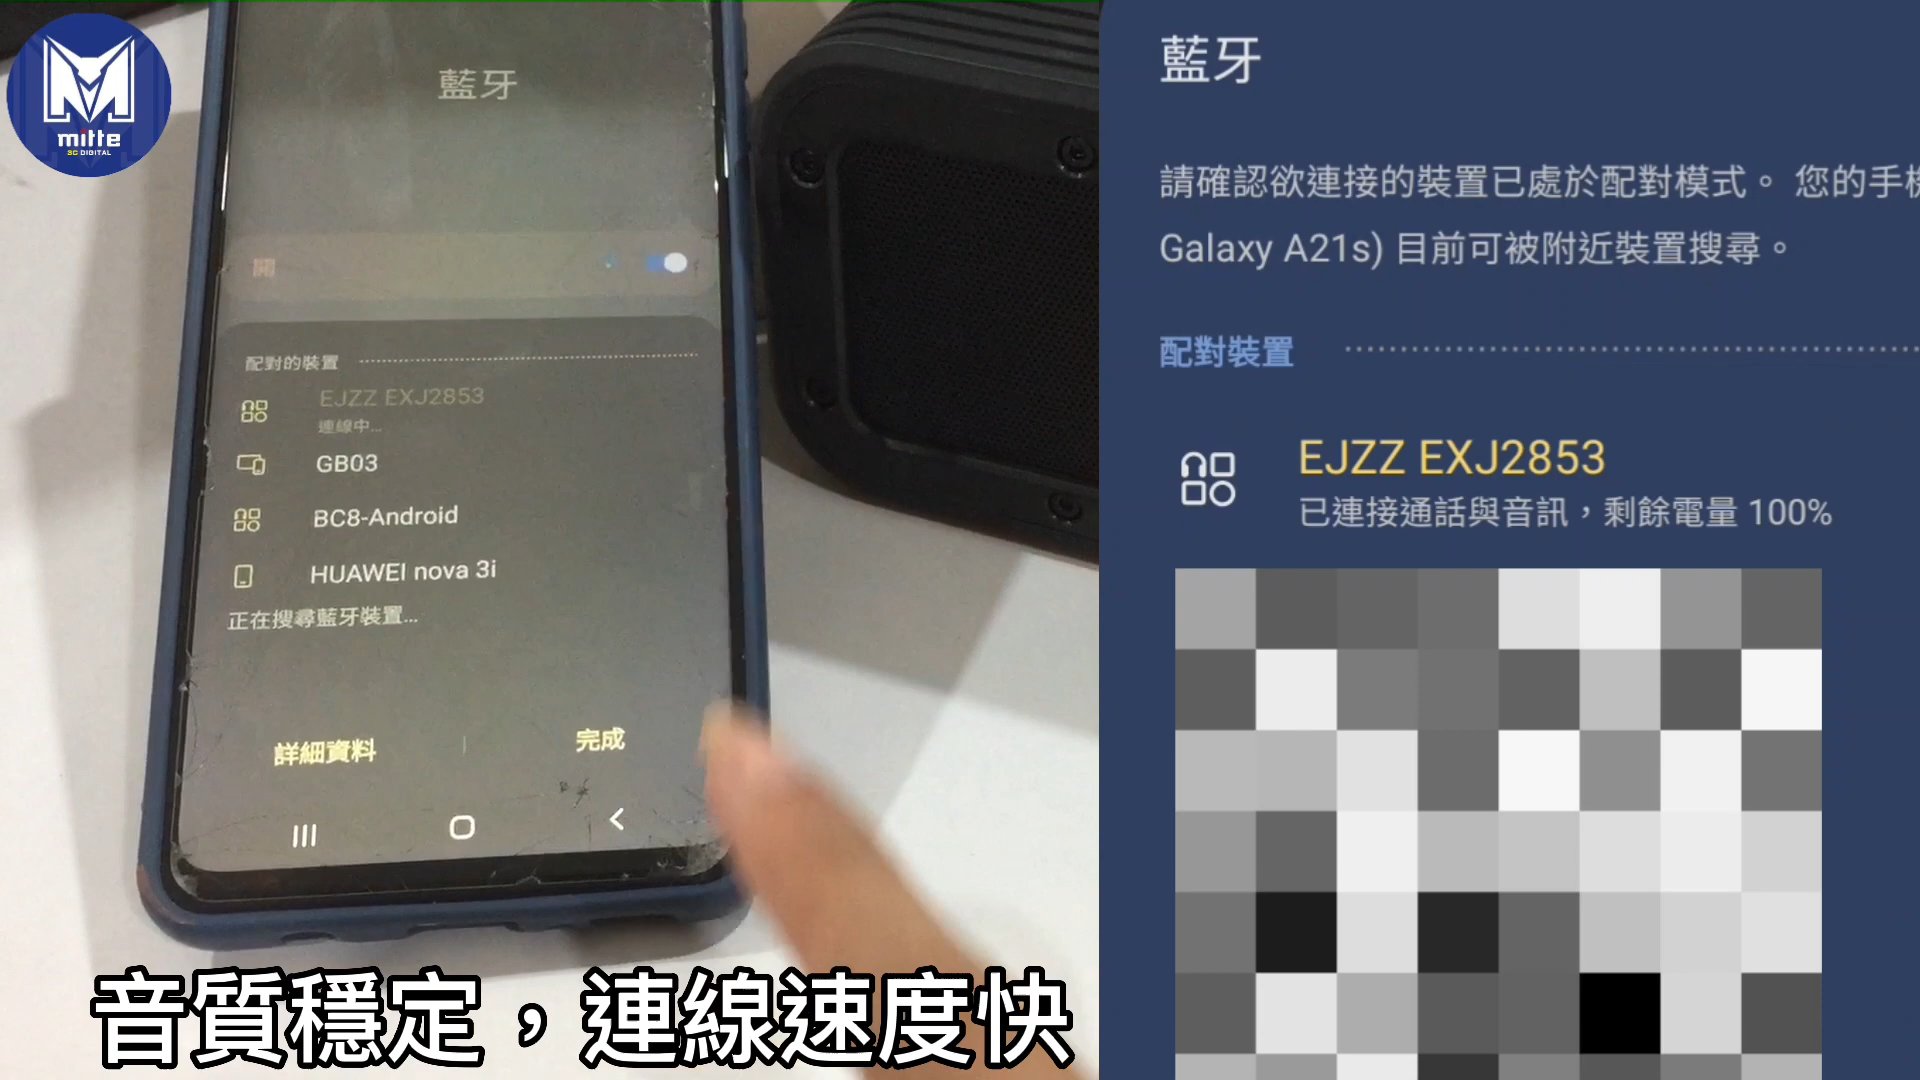 mitte
3C DIGITAL
藍牙
開
配對的裝置
EJZZ EXJ2853
連線中...
GB03
BC8-Android
HUAWEI nova 3i
正在搜尋藍牙裝置...
詳細資料
完成
音質穩定，連線速度快
藍牙
請確認欲連接的裝置已處於配對模式。 您的手機
Galaxy A21s) 目前可被附近裝置搜尋。
配對裝置
EJZZ EXJ2853
已連接通話與音訊，剩餘電量 100%